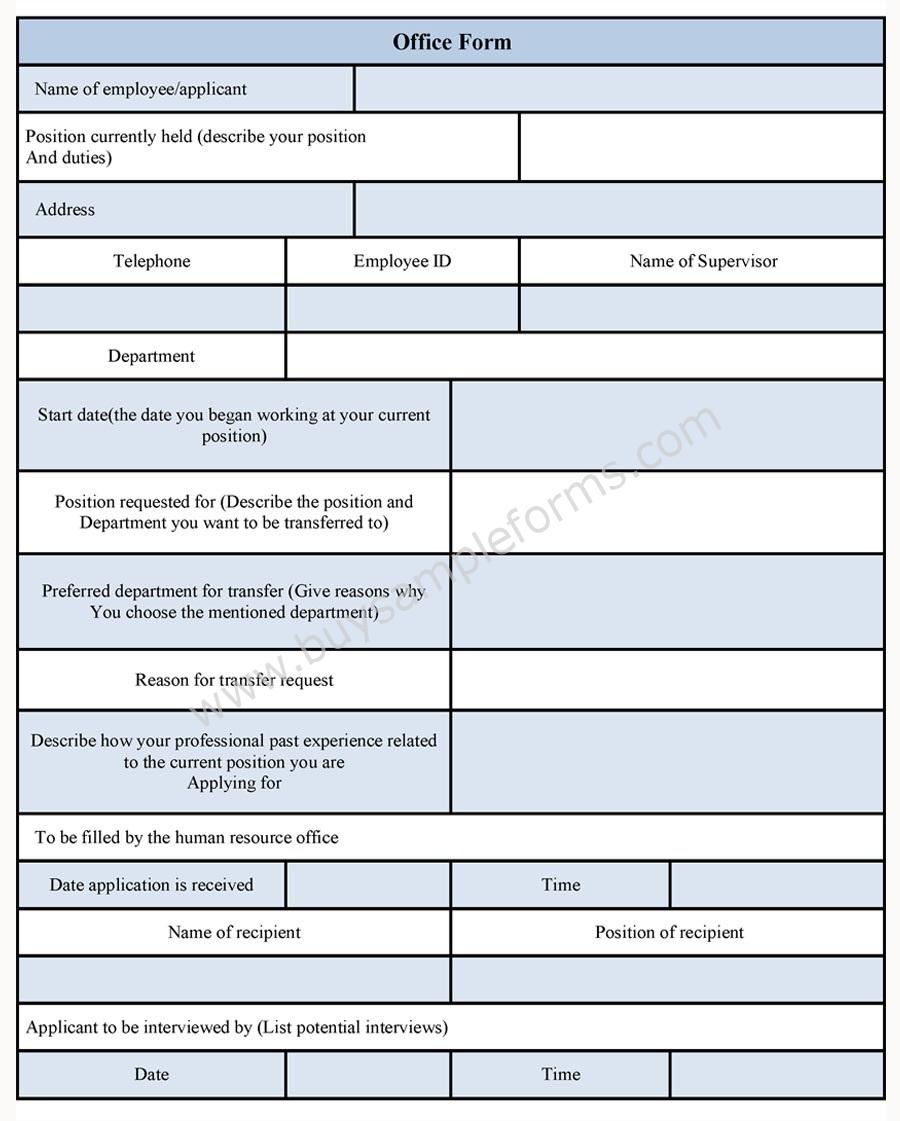 Office Form
Name of employee/applicant
Position currently held (describe your position
And duties)
Address
Telephone Employee ID Name of Supervisor
Department
Start date(the date you began working at your current
position)
Position requested for (Describe the position and
Department you want to be transferred to)
Preferred department for transfer (Give reasons why
You choose the mentioned department)
Reason for transfer request
Describe how your professional past experience related
to the current position you are
Applying for
To be filled by the human resource office
Date application is received Time
Name of recipient Position of recipient
Applicant to be interviewed by (List potential interviews)
Date Time
www.buysampleforms.com